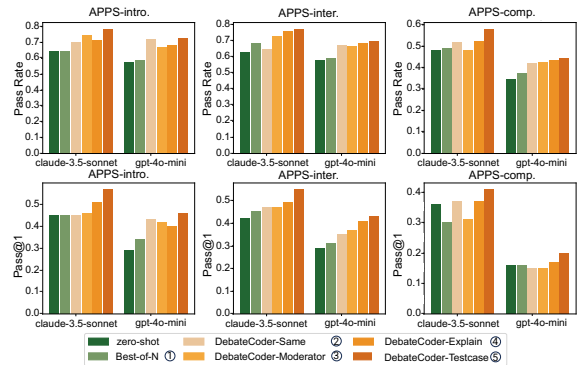 APPS-intro. APPS-inter. APPS-comp.
Pass Rate
0.8
0.7
0.6
0.5
0.4
0.3
0.2
0.1
0.0
claude-3.5-sonnet gpt-4o-mini
Pass Rate
0.8
0.7
0.6
0.5
0.4
0.3
0.2
0.1
0.0
claude-3.5-sonnet gpt-4o-mini
Pass Rate
0.6
0.5
0.4
0.3
0.2
0.1
0.0
claude-3.5-sonnet gpt-4o-mini
APPS-intro. APPS-inter. APPS-comp.
Pass@1
0.5
0.4
0.3
0.2
0.1
0.0
claude-3.5-sonnet gpt-4o-mini
Pass@1
0.5
0.4
0.3
0.2
0.1
0.0
claude-3.5-sonnet gpt-4o-mini
Pass@1
0.4
0.3
0.2
0.1
0.0
claude-3.5-sonnet gpt-4o-mini
zero-shot DebateCoder-Same ② DebateCoder-Explain ④
Best-of-N ① DebateCoder-Moderator ③ DebateCoder-Testcase ⑤